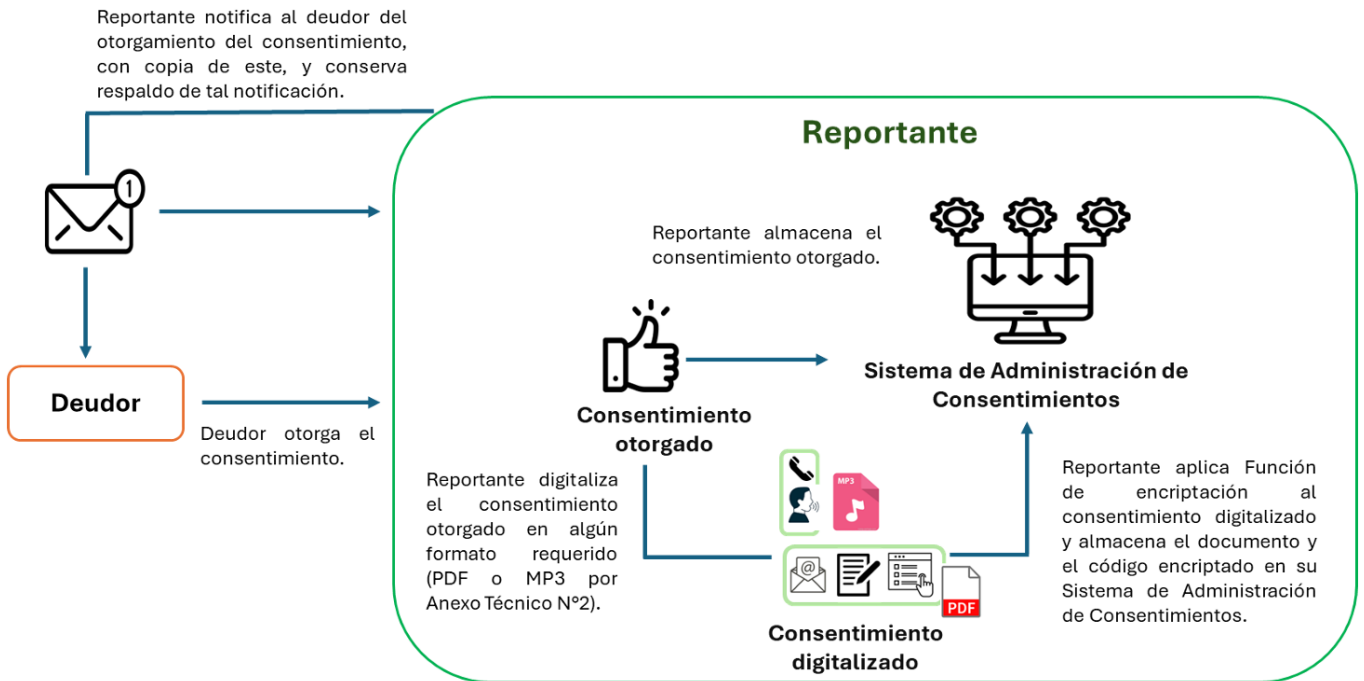 Reportante notifica al deudor del
otorgamiento del consentimiento,
con copia de este, y conserva
respaldo de tal notificación.
Reportante
1
Reportante almacena el
consentimiento otorgado.
Deudor
Deudor otorga el
consentimiento.
Consentimiento
otorgado
Sistema de Administración de
Consentimientos
Reportante digitaliza
el consentimiento
otorgado en algún
formato requerido
(PDF o MP3 por
Anexo Técnico N°2).
MP3
@
PDF
Consentimiento
digitalizado
Reportante aplica Función
de encriptación al
consentimiento digitalizado
y almacena el documento y
el código encriptado en su
Sistema de Administración
de Consentimientos.